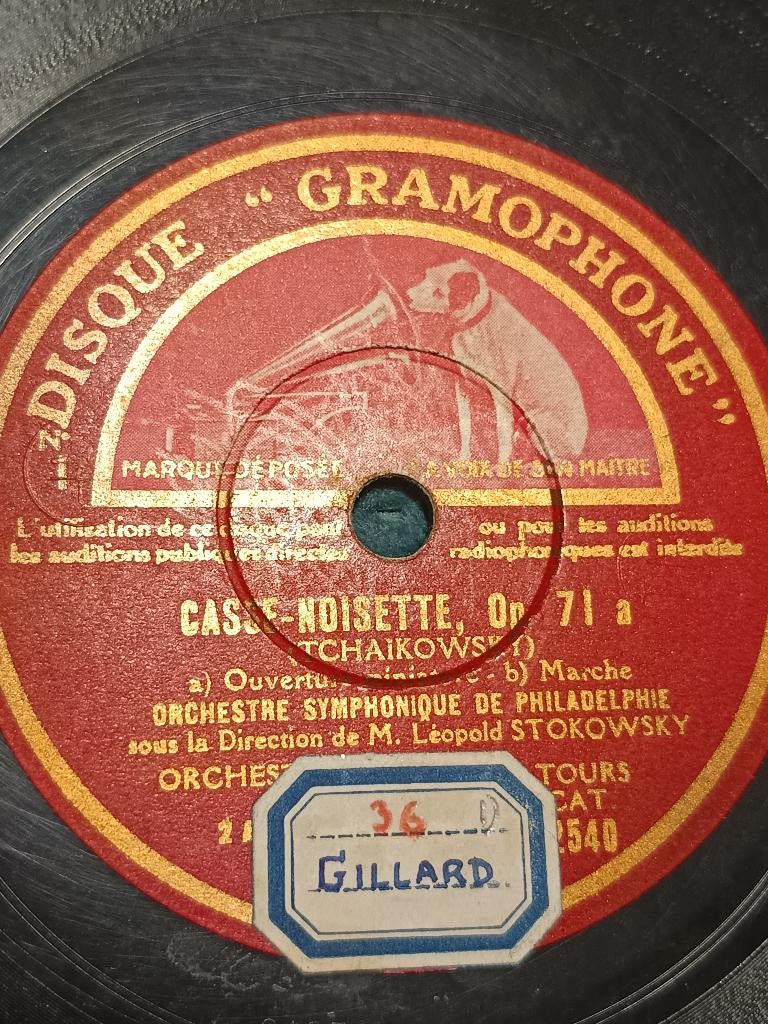 DISQUE “ GRAMOPHONE ”
MARQUE DÉPOSÉE LA VOIX DE SON MAITRE
L'utilisation de ce disque pour ou pour les auditions
les auditions publiques directes radiophoniques est interdite
CASSE-NOISETTE, Op. 71 a
(TCHAIKOWSKY)
a) Ouverture miniature - b) Marche
ORCHESTRE SYMPHONIQUE DE PHILADELPHIE
sous la Direction de M. Léopold STOKOWSKY
ORCHES TOURS
CAT
2540
36
GILLARD